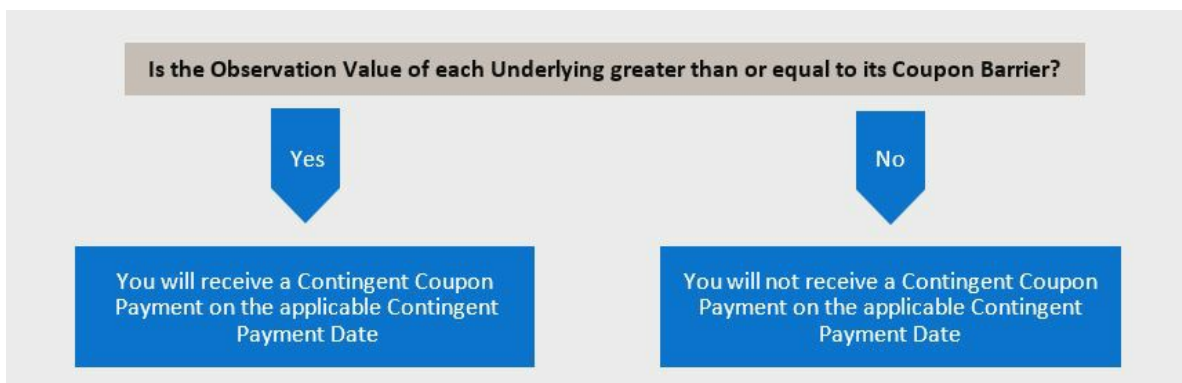 Is the Observation Value of each Underlying greater than or equal to its Coupon Barrier?
Yes
No
You will receive a Contingent Coupon
Payment on the applicable Contingent
Payment Date
You will not receive a Contingent Coupon
Payment on the applicable Contingent
Payment Date